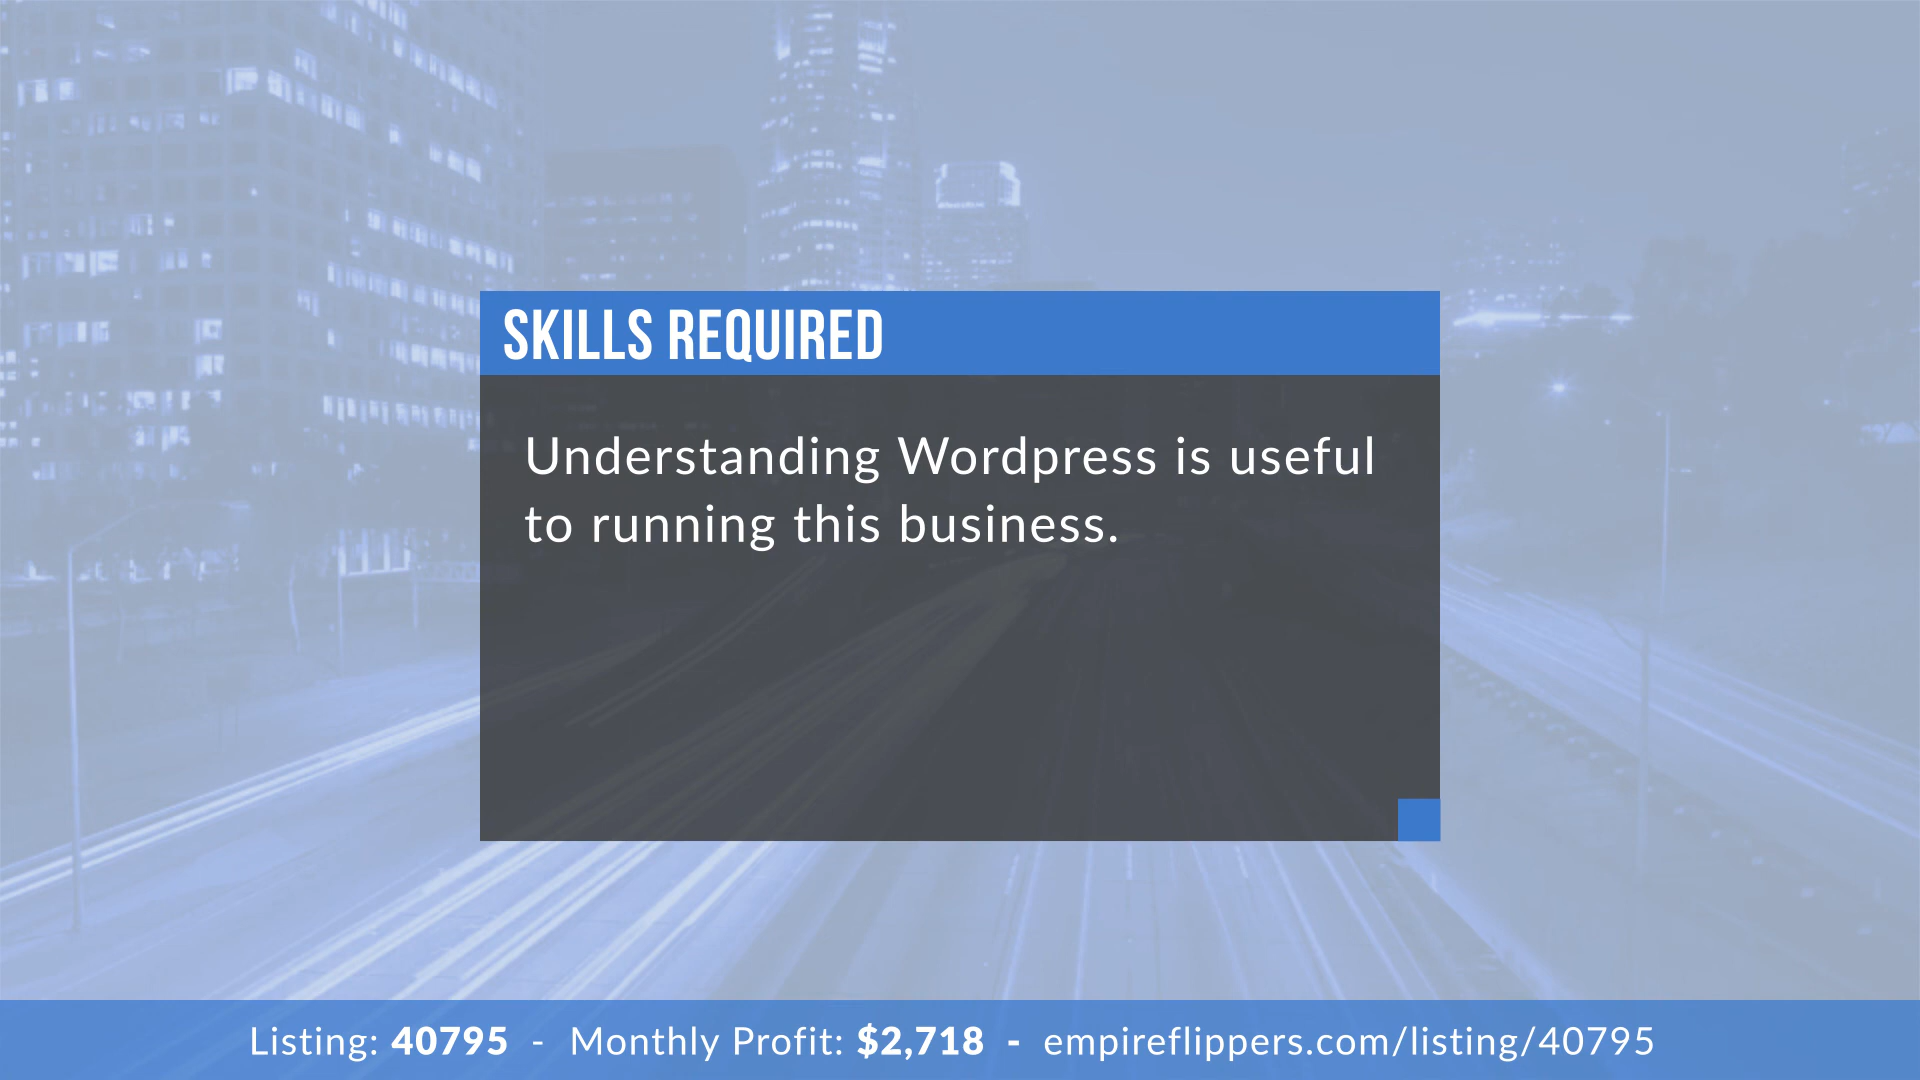 SKILLS REQUIRED
Understanding Wordpress is useful
to running this business.
Listing: 40795 - Monthly Profit: $2,718 - empireflippers.com/listing/40795